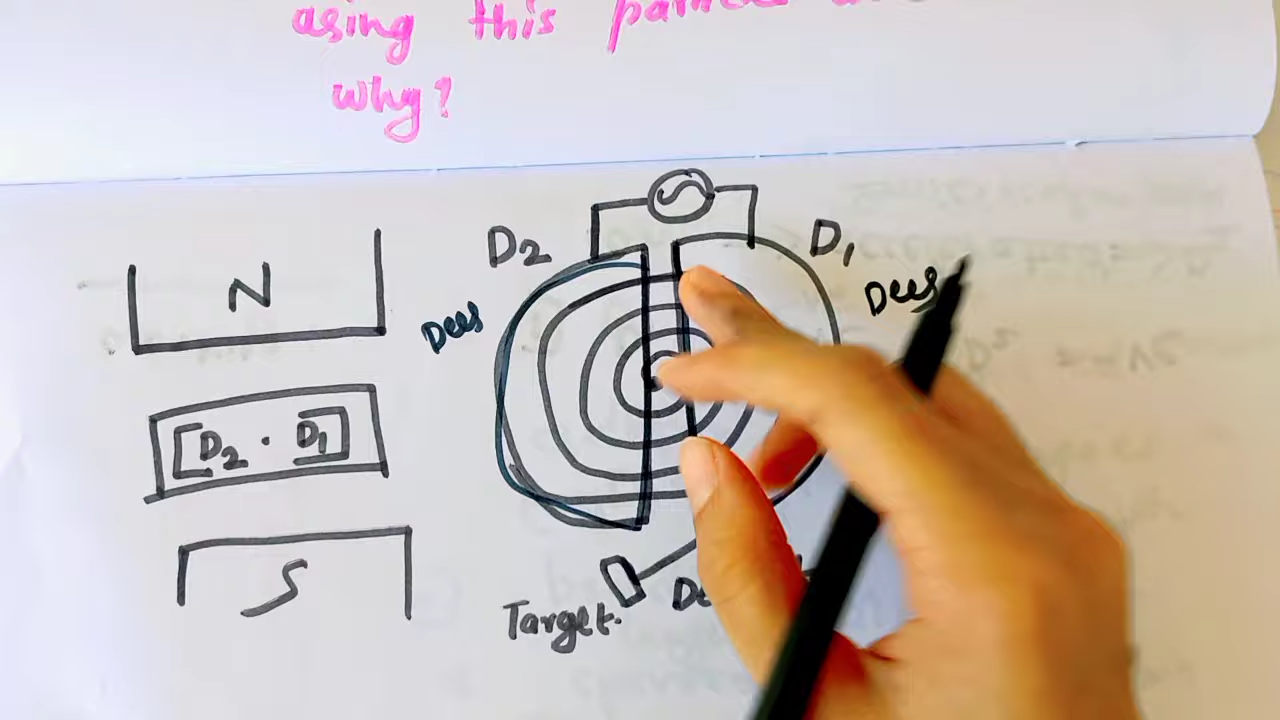 using this
why?
N
D2
D1
Dees
Dees
D2 . D1
S
Target.